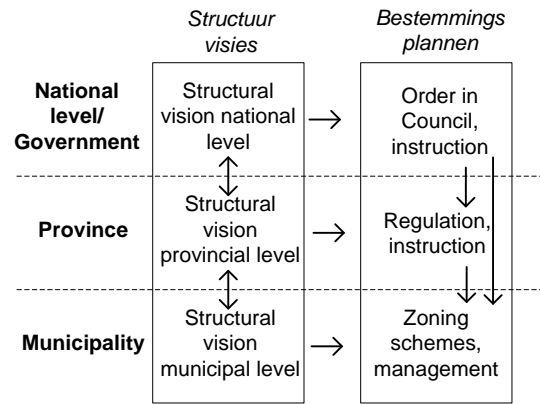 Structuur
visies
Bestemmings
plannen
National
level/
Government
Structural
vision national
level
Order in
Council,
instruction
Province
Structural
vision
provincial level
Regulation,
instruction
Municipality
Structural
vision
municipal level
Zoning
schemes,
management